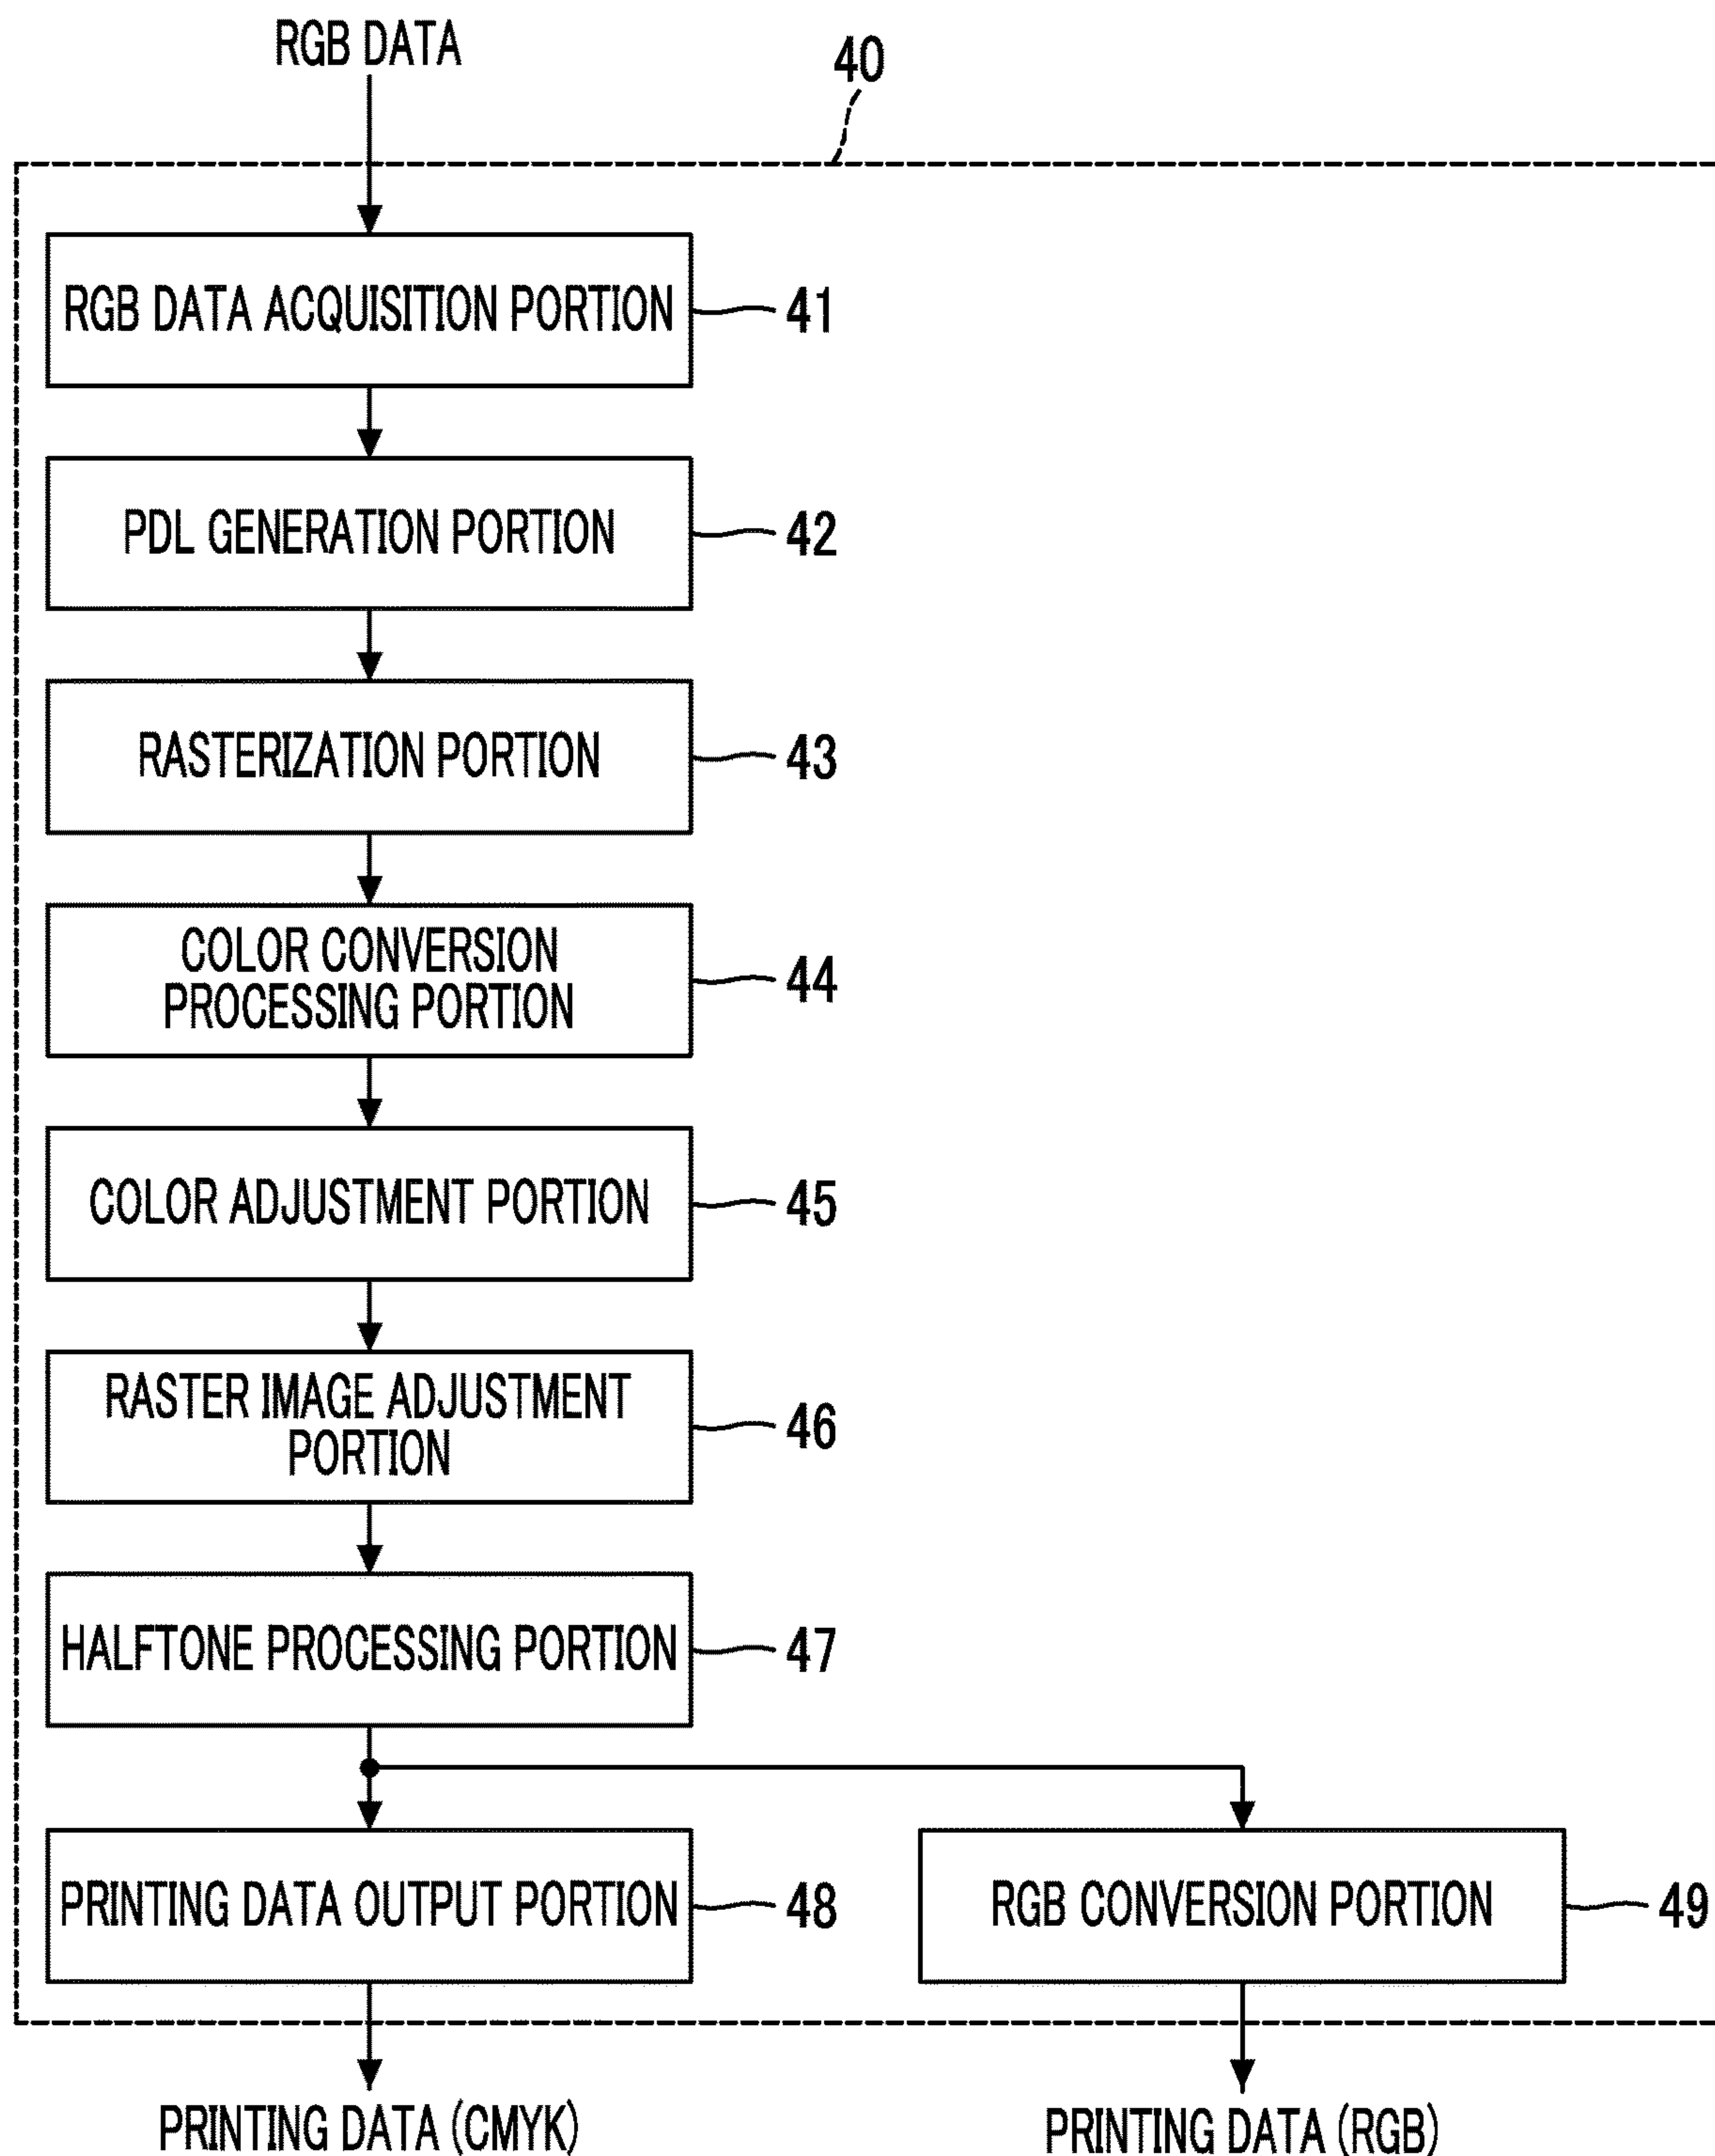 RGB DATA
40
RGB DATA ACQUISITION PORTION
41
PDL GENERATION PORTION
42
RASTERIZATION PORTION
43
COLOR CONVERSION
PROCESSING PORTION
44
COLOR ADJUSTMENT PORTION
45
RASTER IMAGE ADJUSTMENT
PORTION
46
HALFTONE PROCESSING PORTION
47
PRINTING DATA OUTPUT PORTION
48
RGB CONVERSION PORTION
49
PRINTING DATA (CMYK)
PRINTING DATA (RGB)